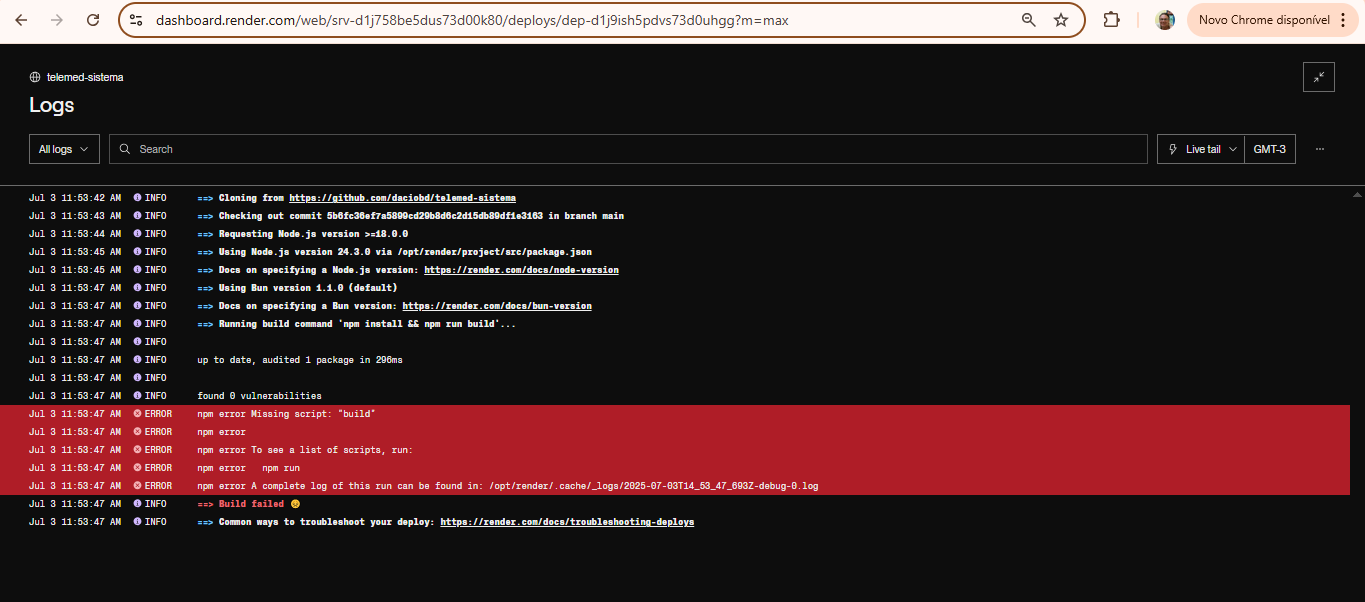 dashboard.render.com/web/srv-d1j758be5dus73d00k80/deploys/dep-d1j9ish5pdvs73d0uhgg?m=max
Novo Chrome disponível
telemed-sistema
Logs
All logs
Search
Live tail
GMT-3
Jul 3 11:53:42 AM INFO ==> Cloning from https://github.com/daciobd/telemed-sistema
Jul 3 11:53:43 AM INFO ==> Checking out commit 5b6fc36ef7a5899cd29b8d6c2d15db89df1e3163 in branch main
Jul 3 11:53:44 AM INFO ==> Requesting Node.js version >=18.0.0
Jul 3 11:53:45 AM INFO ==> Using Node.js version 24.3.0 via /opt/render/project/src/package.json
Jul 3 11:53:45 AM INFO ==> Docs on specifying a Node.js version: https://render.com/docs/node-version
Jul 3 11:53:47 AM INFO ==> Using Bun version 1.1.0 (default)
Jul 3 11:53:47 AM INFO ==> Docs on specifying a Bun version: https://render.com/docs/bun-version
Jul 3 11:53:47 AM INFO ==> Running build command 'npm install && npm run build'...
Jul 3 11:53:47 AM INFO
Jul 3 11:53:47 AM INFO up to date, audited 1 package in 296ms
Jul 3 11:53:47 AM INFO
Jul 3 11:53:47 AM INFO found 0 vulnerabilities
Jul 3 11:53:47 AM ERROR npm error Missing script: "build"
Jul 3 11:53:47 AM ERROR npm error
Jul 3 11:53:47 AM ERROR npm error To see a list of scripts, run:
Jul 3 11:53:47 AM ERROR npm error   npm run
Jul 3 11:53:47 AM ERROR npm error A complete log of this run can be found in: /opt/render/.cache/_logs/2025-07-03T14_53_47_693Z-debug-0.log
Jul 3 11:53:47 AM INFO ==> Build failed 😞
Jul 3 11:53:47 AM INFO ==> Common ways to troubleshoot your deploy: https://render.com/docs/troubleshooting-deploys